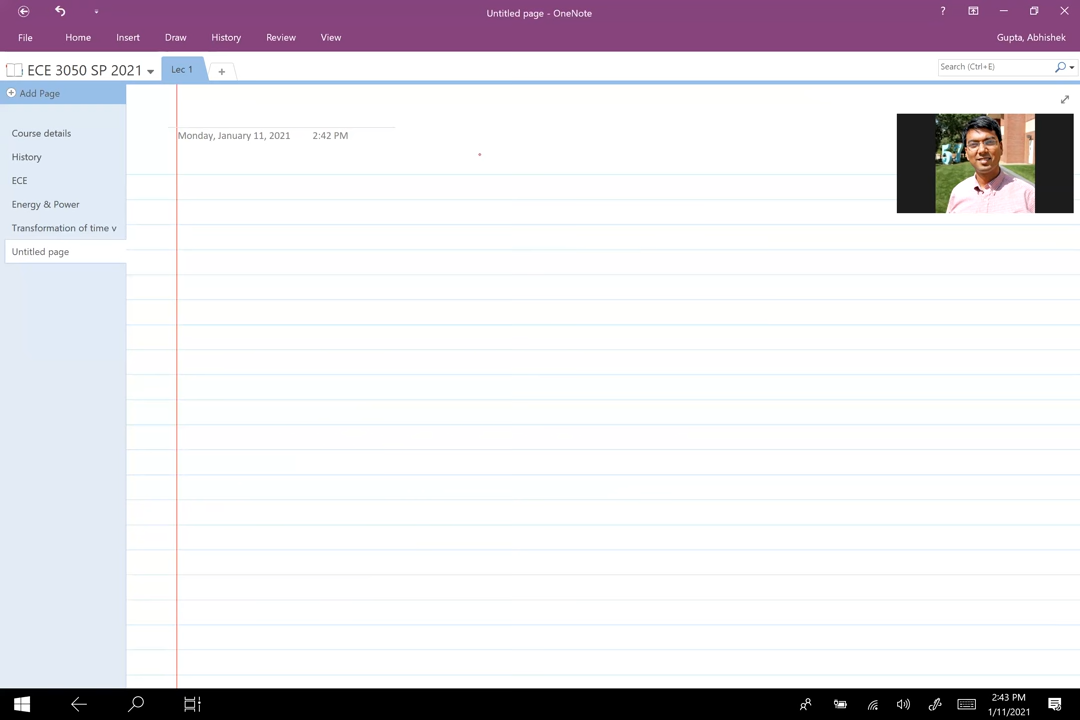 Untitled page - OneNote
?
File
Home
Insert
Draw
History
Review
View
Gupta, Abhishek
ECE 3050 SP 2021
Lec 1
+
Search (Ctrl+E)
Add Page
Course details
History
ECE
Energy & Power
Transformation of time v
Untitled page
Monday, January 11, 2021 2:42 PM
2:43 PM
1/11/2021